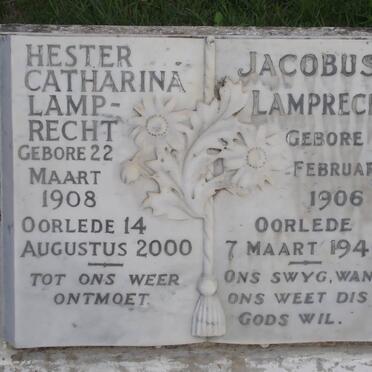 HESTER
CATHARINA
LAMP-
RECHT
GEBORE 22
MAART
1908
OORLEDE 14
AUGUSTUS 2000
TOT ONS WEER
ONTMOET.
JACOBUS
LAMPRECH
GEBORE
FEBRUAR
1906
OORLEDE
7 MAART 194
ONS SWYG, WAN
ONS WEET DIS
GODS WIL.